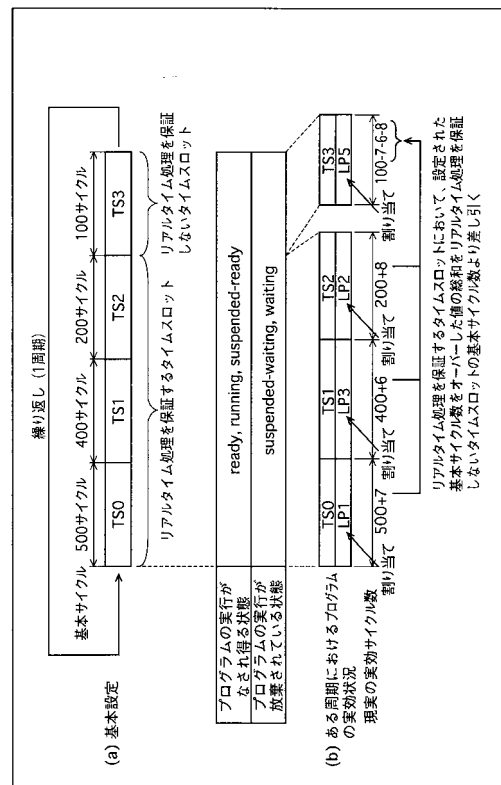 繰り返し (1周期)
基本サイクル 500サイクル 400サイクル 200サイクル 100サイクル
TS0 TS1 TS2 TS3
リアルタイム処理を保証するタイムスロット
リアルタイム処理を保証
しないタイムスロット
(a) 基本設定
プログラムの実行が
なされ得る状態
ready, running, suspended-ready
プログラムの実行が
放棄されている状態
suspended-waiting, waiting
(b) ある周期におけるプログラム
の実効状況
TS0 TS1 TS2 TS3
LP1 LP3 LP2 LP5
割り当て 割り当て 割り当て 割り当て
現実の実効サイクル数
500+7 400+6 200+8 100-7-6-8
リアルタイム処理を保証するタイムスロットにおいて、設定された
基本サイクル数をオーバーした値の総和をリアルタイム処理を保証
しないタイムスロットの基本サイクル数より差し引く